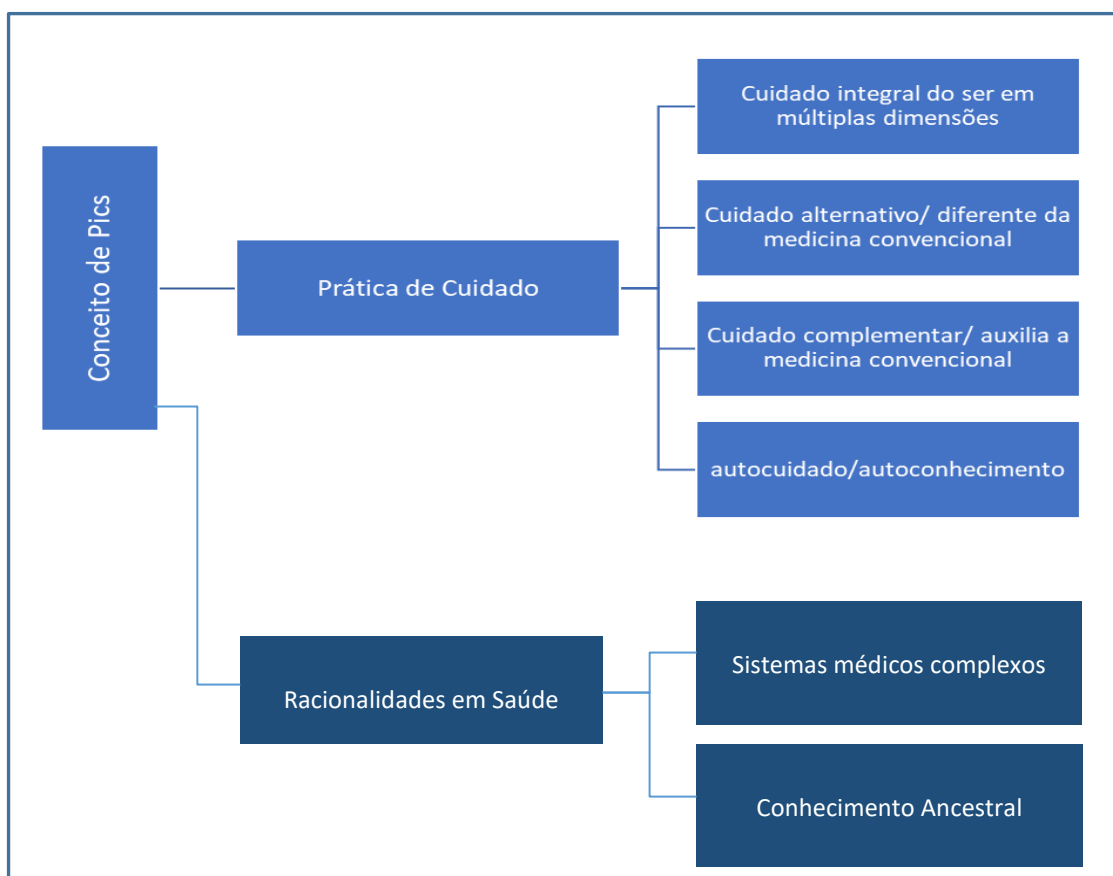 Conceito de Pics
Prática de Cuidado
Cuidado integral do ser em
múltiplas dimensões
Cuidado alternativo/ diferente da
medicina convencional
Cuidado complementar/ auxilia a
medicina convencional
autocuidado/autoconhecimento
Racionalidades em Saúde
Sistemas médicos complexos
Conhecimento Ancestral